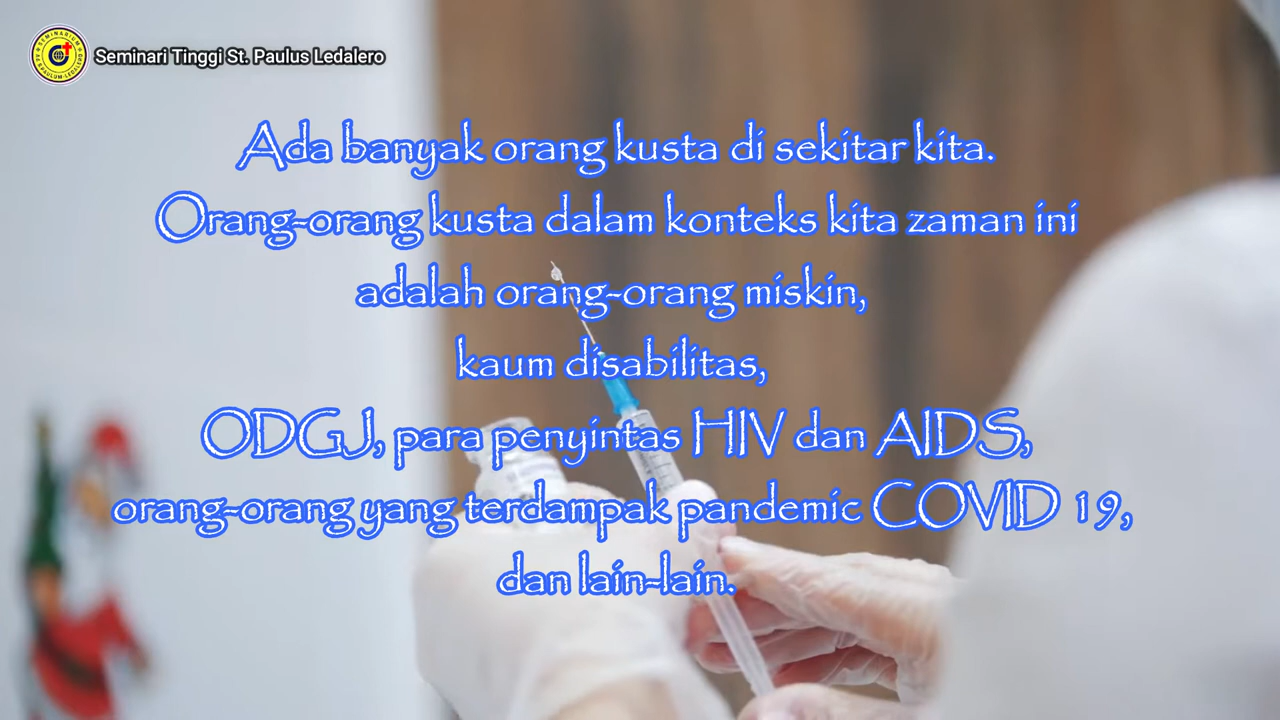 Seminari Tinggi St. Paulus Ledalero
Ada banyak orang kusta di sekitar kita.
Orang-orang kusta dalam konteks kita zaman ini
adalah orang-orang miskin,
kaum disabilitas,
ODGJ, para penyintas HIV dan AIDS,
orang-orang yang terdampak pandemic COVID 19,
dan lain-lain.